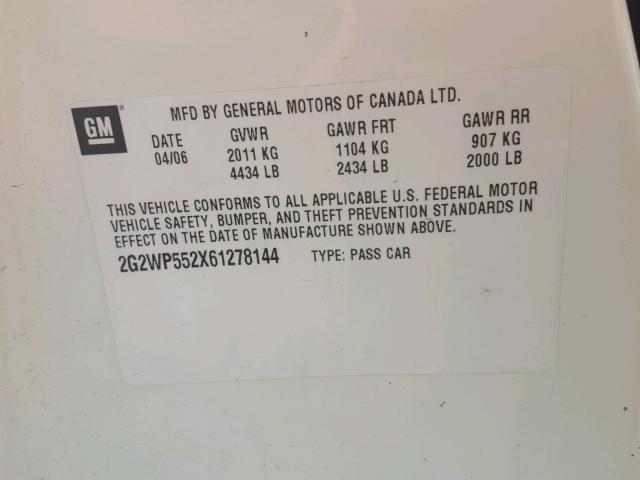 GM
MFD BY GENERAL MOTORS OF CANADA LTD.
DATE GVWR GAWR FRT GAWR RR
04/06 2011 KG 1104 KG 907 KG
4434 LB 2434 LB 2000 LB
THIS VEHICLE CONFORMS TO ALL APPLICABLE U.S. FEDERAL MOTOR
VEHICLE SAFETY, BUMPER, AND THEFT PREVENTION STANDARDS IN
EFFECT ON THE DATE OF MANUFACTURE SHOWN ABOVE.
2G2WP552X61278144 TYPE: PASS CAR